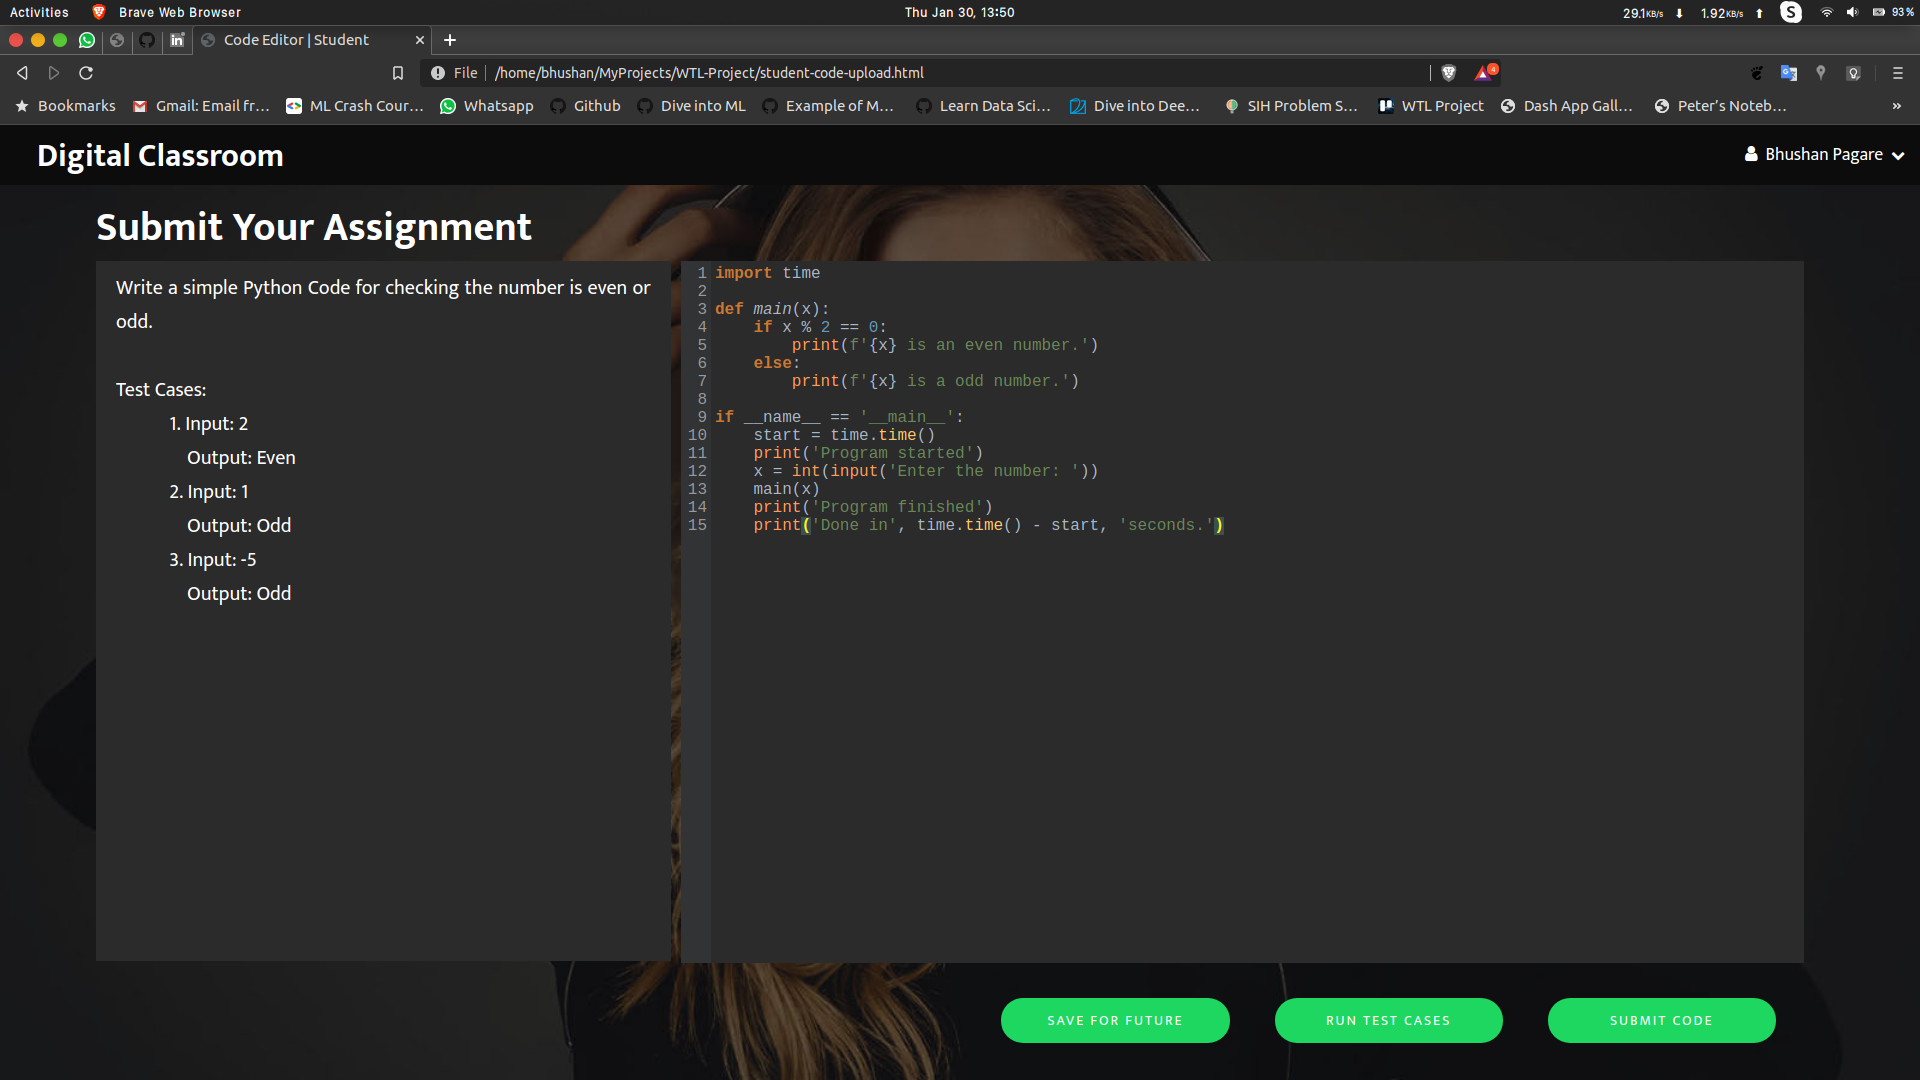 Activities Brave Web Browser Thu Jan 30, 13:50 29.1KB/s ⬇ 1.92KB/s ⬆ S 93%
in Code Editor | Student × +
File /home/bhushan/MyProjects/WTL-Project/student-code-upload.html 4
Bookmarks Gmail: Email fr... ML Crash Cour... Whatsapp Github Dive into ML Example of M... Learn Data Sci... Dive into Dee... SIH Problem S... WTL Project Dash App Gall... Peter's Noteb... »
Digital Classroom Bhushan Pagare
Submit Your Assignment
Write a simple Python Code for checking the number is even or
odd.
Test Cases:
1. Input: 2
Output: Even
2. Input: 1
Output: Odd
3. Input: -5
Output: Odd
1 import time
2
3 def main(x):
4     if x % 2 == 0:
5         print(f'{x} is an even number.')
6     else:
7         print(f'{x} is a odd number.')
8
9 if __name__ == '__main__':
10     start = time.time()
11     print('Program started')
12     x = int(input('Enter the number: '))
13     main(x)
14     print('Program finished')
15     print('Done in', time.time() - start, 'seconds.')
SAVE FOR FUTURE RUN TEST CASES SUBMIT CODE